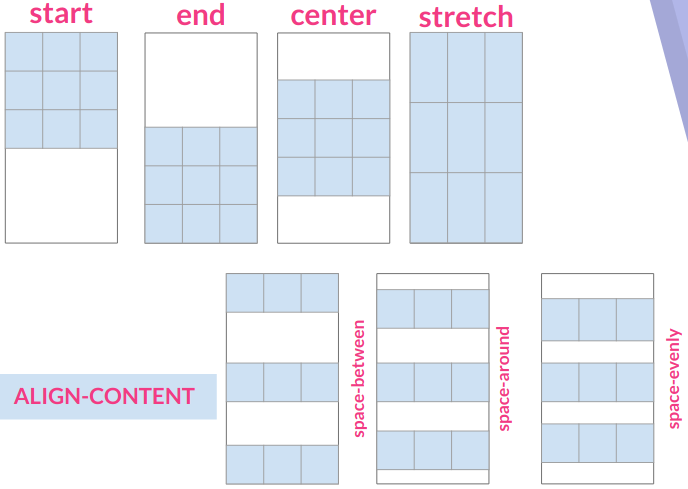 start
end
center
stretch
space-between
space-around
space-evenly
ALIGN-CONTENT